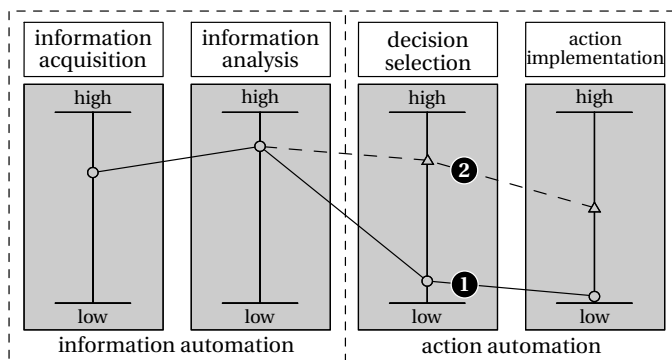 information
acquisition
information
analysis
decision
selection
action
implementation
high
high
high
high
2
1
low
low
low
low
information automation
action automation